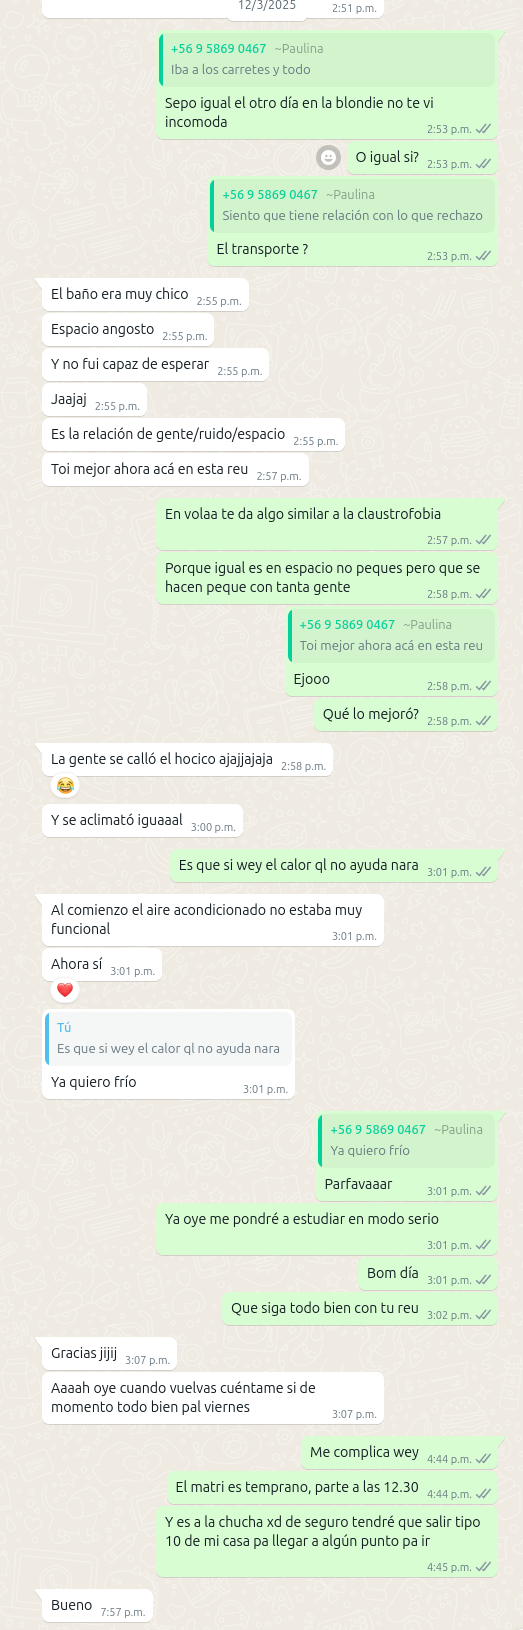 12/3/2025
2:51 p.m.
+56 9 5869 0467 ~Paulina
Iba a los carretes y todo
Sepo igual el otro día en la blondie no te vi
incomoda
2:53 p.m.
O igual si?
2:53 p.m.
+56 9 5869 0467 ~Paulina
Siento que tiene relación con lo que rechazo
El transporte ?
2:53 p.m.
El baño era muy chico
2:55 p.m.
Espacio angosto
2:55 p.m.
Y no fui capaz de esperar
2:55 p.m.
Jaajaj
2:55 p.m.
Es la relación de gente/ruido/espacio
2:55 p.m.
Toi mejor ahora acá en esta reu
2:57 p.m.
En volaa te da algo similar a la claustrofobia
2:57 p.m.
Porque igual es en espacio no peques pero que se
hacen peque con tanta gente
2:58 p.m.
+56 9 5869 0467 ~Paulina
Toi mejor ahora acá en esta reu
Ejooo
2:58 p.m.
Qué lo mejoró?
2:58 p.m.
La gente se calló el hocico ajajjajaja
2:58 p.m.
Y se aclimató iguaaal
3:00 p.m.
Es que si wey el calor ql no ayuda nara
3:01 p.m.
Al comienzo el aire acondicionado no estaba muy
funcional
3:01 p.m.
Ahora sí
3:01 p.m.
Tú
Es que si wey el calor ql no ayuda nara
Ya quiero frío
3:01 p.m.
+56 9 5869 0467 ~Paulina
Ya quiero frío
Parfavaaar
3:01 p.m.
Ya oye me pondré a estudiar en modo serio
3:01 p.m.
Bom día
3:01 p.m.
Que siga todo bien con tu reu
3:02 p.m.
Gracias jijij
3:07 p.m.
Aaaah oye cuando vuelvas cuéntame si de
momento todo bien pal viernes
3:07 p.m.
Me complica wey
4:44 p.m.
El matri es temprano, parte a las 12.30
4:44 p.m.
Y es a la chucha xd de seguro tendré que salir tipo
10 de mi casa pa llegar a algún punto pa ir
4:45 p.m.
Bueno
7:57 p.m.